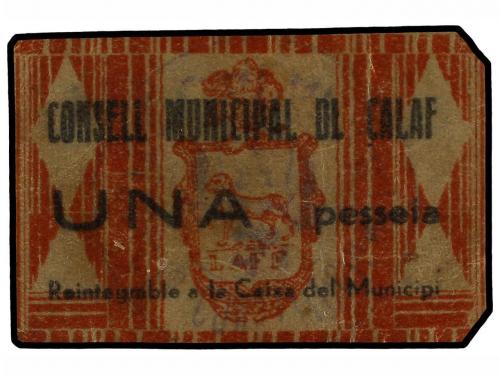 CONSELL MUNICIPAL DE CALAF
UNA pesseta
Reintegrable a la Caixa del Municipi